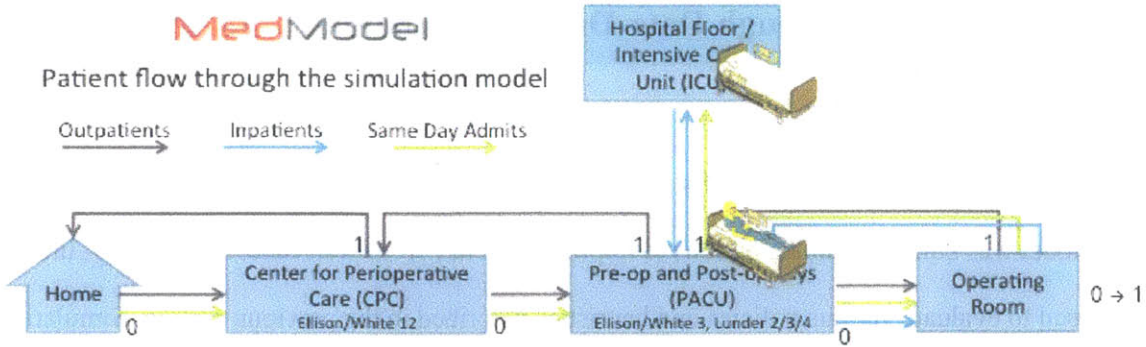 MedModel
Patient flow through the simulation model
Outpatients
Inpatients
Same Day Admits
Hospital Floor /
Intensive
Unit (ICU)
Home
0
Center for Perioperative
Care (CPC)
Ellison/White 12
1
0
Pre-op and Post-op
(PACU)
Ellison/White 3, Lunder 2/3/4
1
1
0
Operating
Room
1
0 → 1